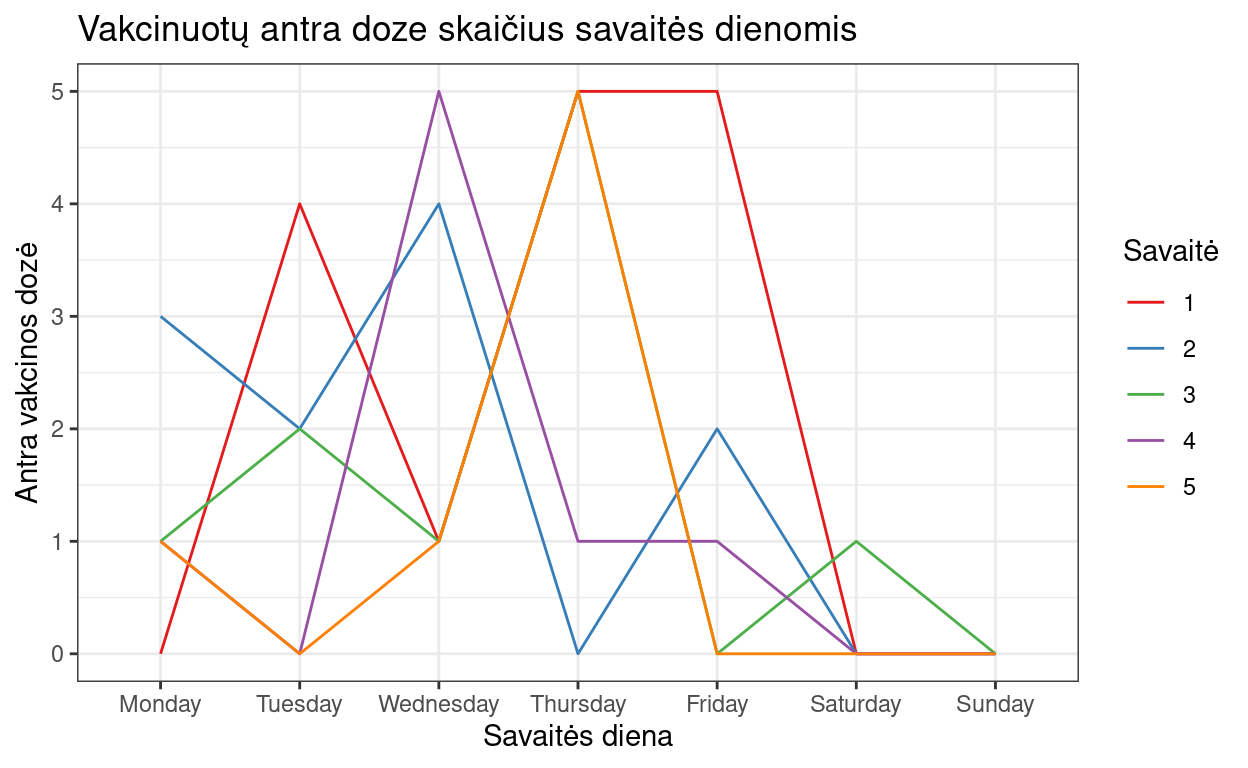 Vakcinuotų antra doze skaičius savaitės dienomis
Antra vakcinos dozė
5
4
3
2
1
0
Monday Tuesday Wednesday Thursday Friday Saturday Sunday
Savaitės diena
Savaitė
1
2
3
4
5